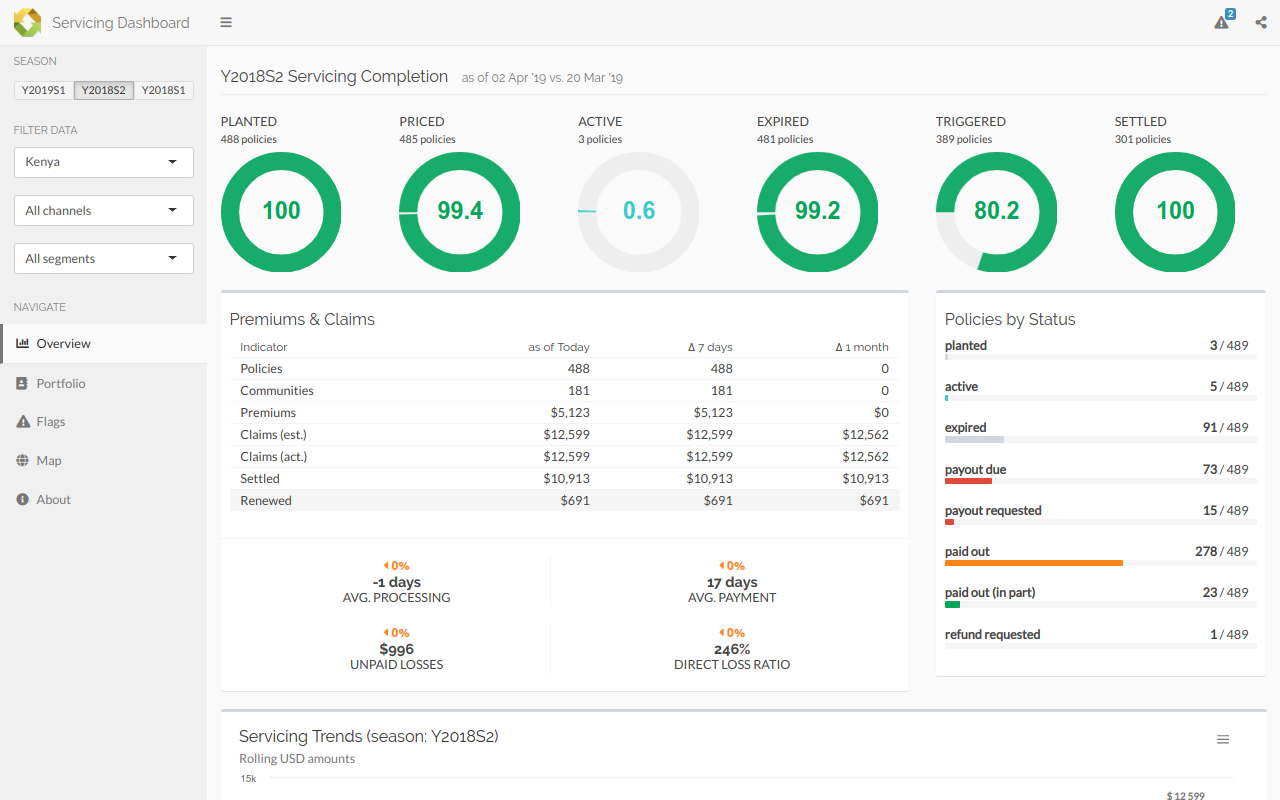 Servicing Dashboard
2
SEASON
Y2019S1 Y2018S2 Y2018S1
FILTER DATA
Kenya
All channels
All segments
NAVIGATE
Overview
Portfolio
Flags
Map
About
Y2018S2 Servicing Completion as of 02 Apr '19 vs. 20 Mar '19
PLANTED
488 policies
100
PRICED
485 policies
99.4
ACTIVE
3 policies
0.6
EXPIRED
481 policies
99.2
TRIGGERED
389 policies
80.2
SETTLED
301 policies
100
Premiums & Claims
Indicator as of Today Δ 7 days Δ 1 month
Policies 488 488 0
Communities 181 181 0
Premiums $5,123 $5,123 $0
Claims (est.) $12,599 $12,599 $12,562
Claims (act.) $12,599 $12,599 $12,562
Settled $10,913 $10,913 $10,913
Renewed $691 $691 $691
0%
-1 days
AVG. PROCESSING
0%
17 days
AVG. PAYMENT
0%
$996
UNPAID LOSSES
0%
246%
DIRECT LOSS RATIO
Policies by Status
planted 3 / 489
active 5 / 489
expired 91 / 489
payout due 73 / 489
payout requested 15 / 489
paid out 278 / 489
paid out (in part) 23 / 489
refund requested 1 / 489
Servicing Trends (season: Y2018S2)
Rolling USD amounts
15k
$ 12 599